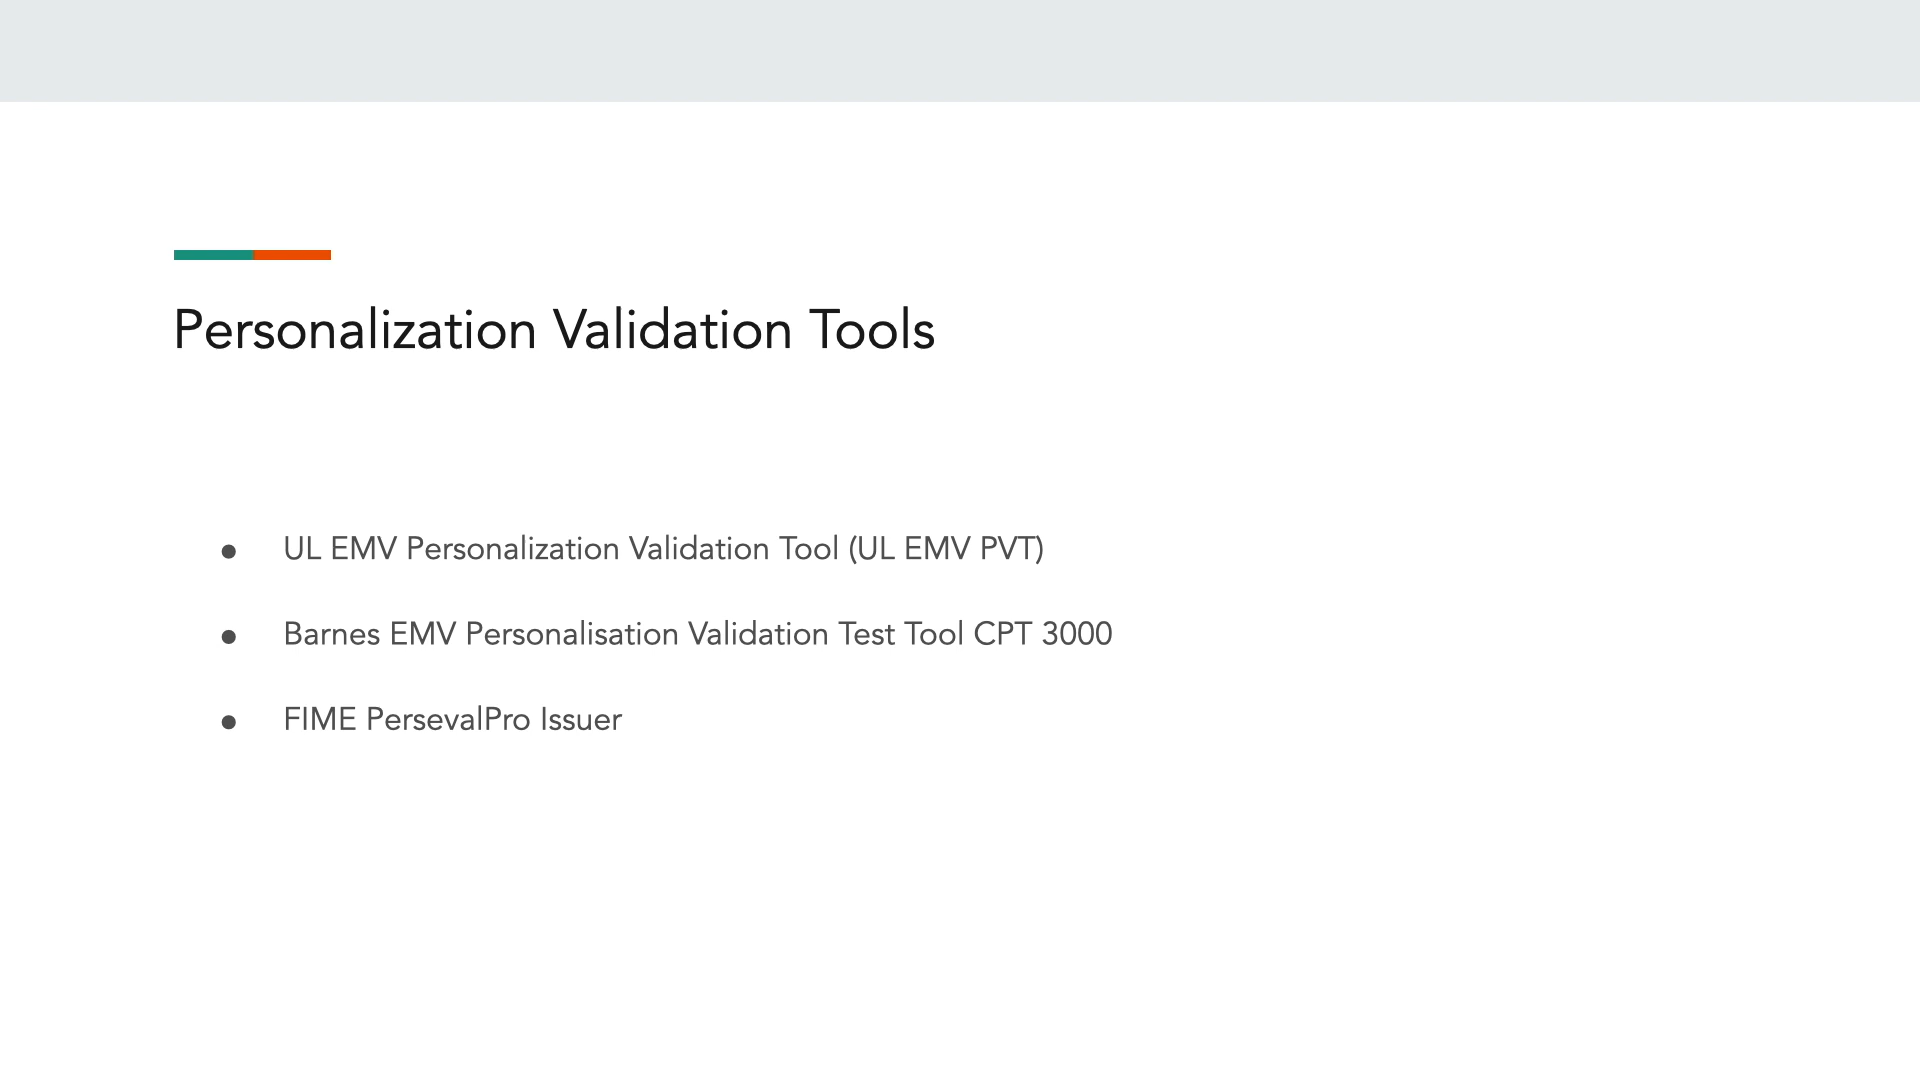 Personalization Validation Tools
● UL EMV Personalization Validation Tool (UL EMV PVT)
● Barnes EMV Personalisation Validation Test Tool CPT 3000
● FIME PersevalPro Issuer